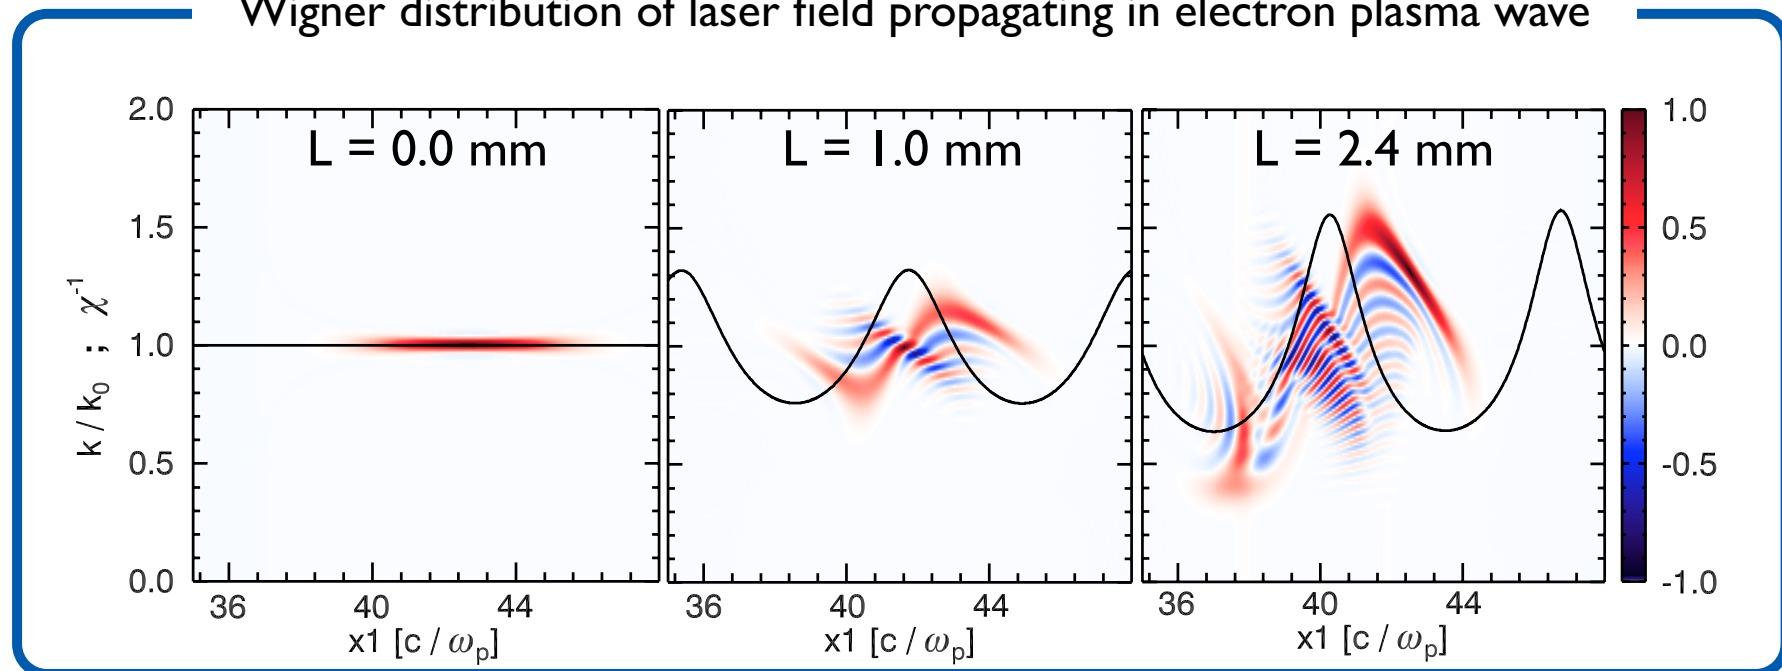 Wigner distribution of laser field propagating in electron plasma wave
L = 0.0 mm
L = 1.0 mm
L = 2.4 mm
k / k₀ ; χ⁻¹
2.0
1.5
1.0
0.5
0.0
36 40 44
x1 [c / ωₚ]
36 40 44
x1 [c / ωₚ]
36 40 44
x1 [c / ωₚ]
1.0
0.5
0.0
-0.5
-1.0